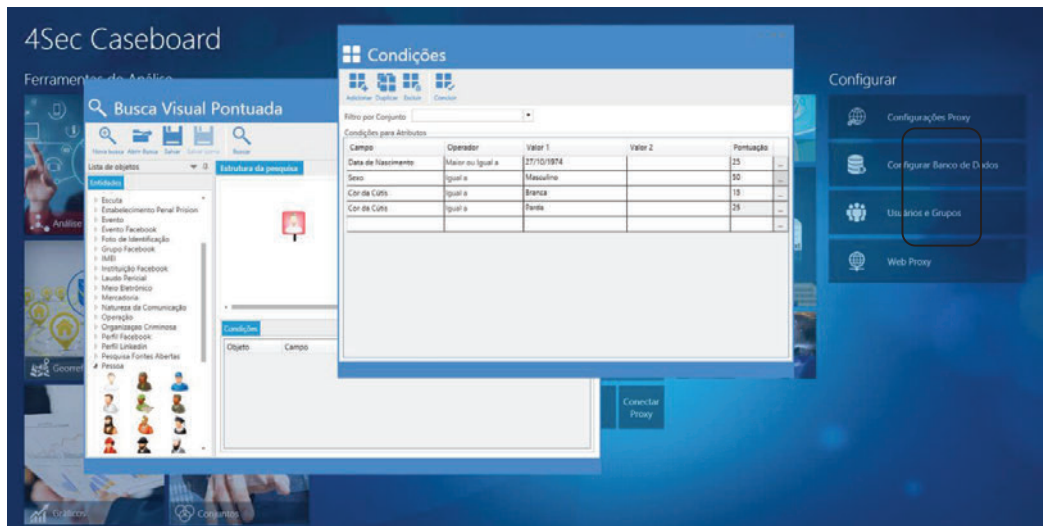 4Sec Caseboard
Ferramentas de Análise
Configurar
Busca Visual Pontuada
Nova busca Abrir Busca Salvar Salvar como Buscar
Lista de objetos
Entidades
Escuta
Estabelecimento Penal Prision
Evento
Evento Facebook
Foto de Identificação
Grupo Facebook
IMEI
Instituição Facebook
Laudo Pericial
Meio Eletrônico
Mercadoria
Natureza da Comunicação
Operação
Organizaçao Criminosa
Perfil Facebook
Perfil Linkedin
Pesquisa Fontes Abertas
Pessoa
Estrutura da pesquisa
Condições
Objeto Campo
Condições
Adicionar Duplicar Excluir Concluir
Filtro por Conjunto
Condições para Atributos
Campo Operador Valor 1 Valor 2 Pontuação
Data de Nascimento Maior ou Igual a 27/10/1974 25 ...
Sexo Igual a Masculino 50 ...
Cor da Cútis Igual a Branca 15 ...
Cor da Cútis Igual a Parda 25 ...
...
Configurações Proxy
Configurar Banco de Dados
Usuários e Grupos
Web Proxy
Conectar
Proxy
Análise
Georref
Gráficos
Conjuntos